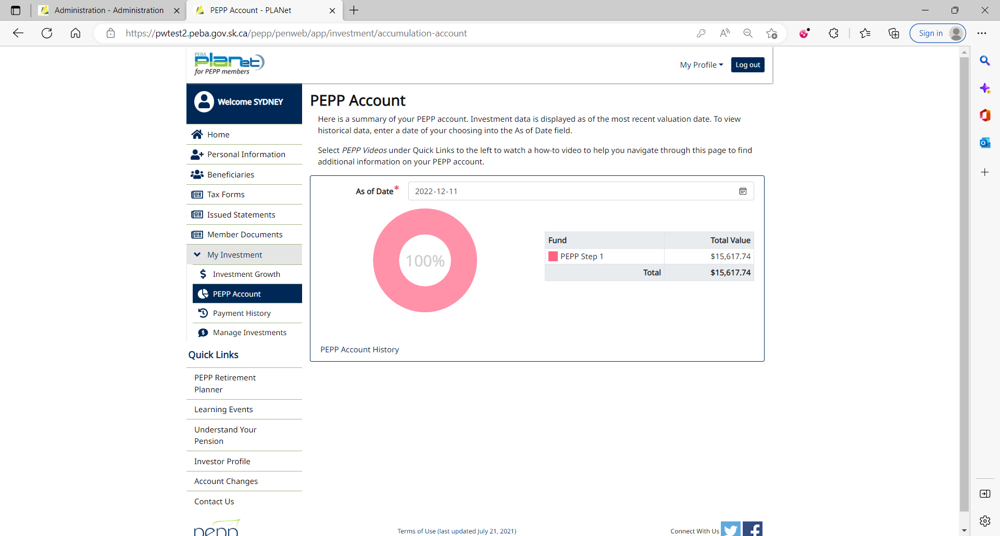 Administration - Administration
PEPP Account - PLANet
https://pwtest2.peba.gov.sk.ca/pepp/penweb/app/investment/accumulation-account
Sign in
PEBA
planet
for PEPP members
My Profile
Log out
Welcome SYDNEY
Home
Personal Information
Beneficiaries
Tax Forms
Issued Statements
Member Documents
My Investment
Investment Growth
PEPP Account
Payment History
Manage Investments
Quick Links
PEPP Retirement
Planner
Learning Events
Understand Your
Pension
Investor Profile
Account Changes
Contact Us
pepp
PEPP Account
Here is a summary of your PEPP account. Investment data is displayed as of the most recent valuation date. To view
historical data, enter a date of your choosing into the As of Date field.
Select PEPP Videos under Quick Links to the left to watch a how-to video to help you navigate through this page to find
additional information on your PEPP account.
As of Date* 2022-12-11
100%
Fund Total Value
PEPP Step 1 $15,617.74
Total $15,617.74
PEPP Account History
Terms of Use (last updated July 21, 2021)
Connect With Us